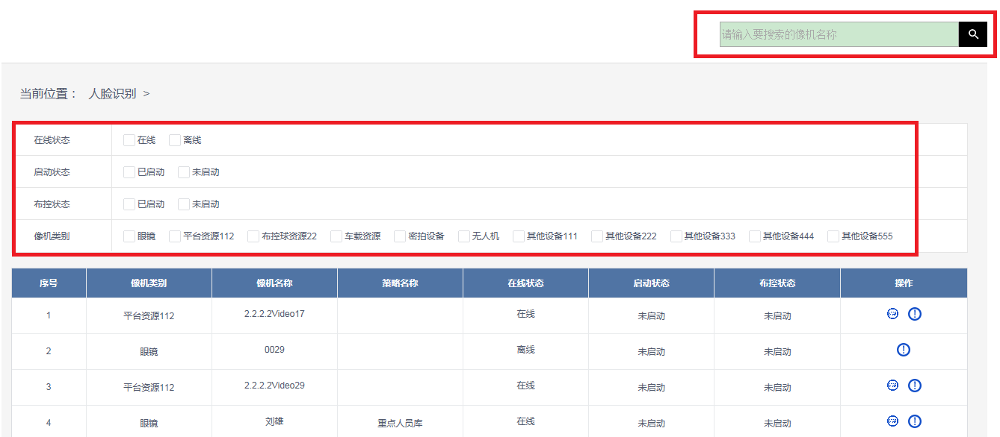 请输入要搜索的像机名称
当前位置： 人脸识别 >
在线状态 在线 离线
启动状态 已启动 未启动
布控状态 已启动 未启动
像机类别 眼镜 平台资源112 布控球资源22 车载资源 密拍设备 无人机 其他设备111 其他设备222 其他设备333 其他设备444 其他设备555
序号 像机类别 像机名称 策略名称 在线状态 启动状态 布控状态 操作
1 平台资源112 2.2.2.2Video17 在线 未启动 未启动
2 眼镜 0029 离线 未启动 未启动
3 平台资源112 2.2.2.2Video29 在线 未启动 未启动
4 眼镜 刘雄 重点人员库 在线 未启动 未启动